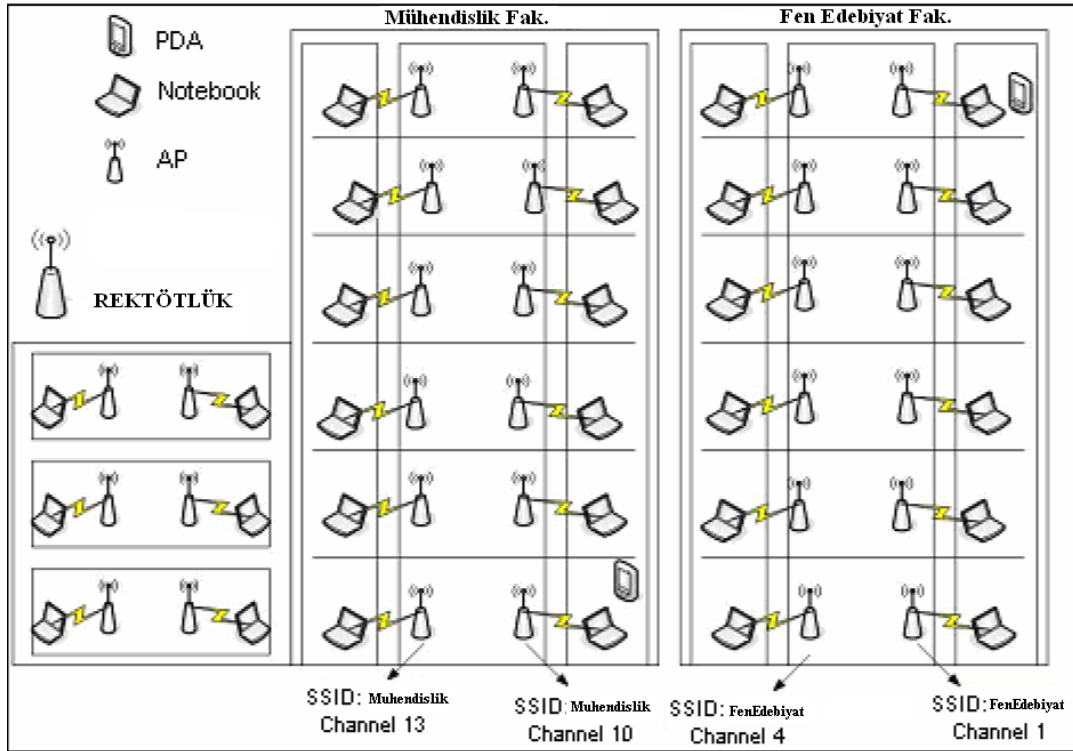 Mühendislik Fak.
Fen Edebiyat Fak.
PDA
Notebook
AP
REKTÖTLÜK
SSID: Muhendislik
Channel 13
SSID: Muhendislik
Channel 10
SSID: FenEdebiyat
Channel 4
SSID: FenEdebiyat
Channel 1